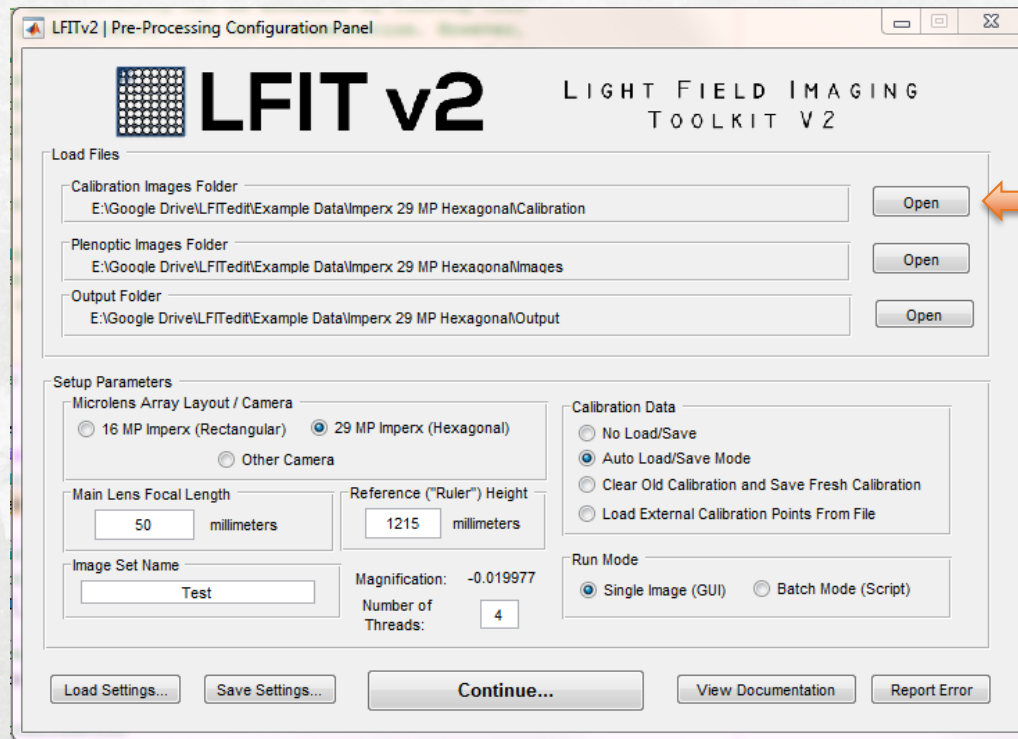 LFITv2 | Pre-Processing Configuration Panel
LFIT v2
LIGHT FIELD IMAGING
TOOLKIT V2
Load Files
Calibration Images Folder
E:\Google Drive\LFITedit\Example Data\Imperx 29 MP Hexagonal\Calibration
Open
Plenoptic Images Folder
E:\Google Drive\LFITedit\Example Data\Imperx 29 MP Hexagonal\Images
Open
Output Folder
E:\Google Drive\LFITedit\Example Data\Imperx 29 MP Hexagonal\Output
Open
Setup Parameters
Microlens Array Layout / Camera
16 MP Imperx (Rectangular) 29 MP Imperx (Hexagonal)
Other Camera
Main Lens Focal Length
50 millimeters
Reference ("Ruler") Height
1215 millimeters
Image Set Name
Test
Magnification: -0.019977
Number of
Threads: 4
Calibration Data
No Load/Save
Auto Load/Save Mode
Clear Old Calibration and Save Fresh Calibration
Load External Calibration Points From File
Run Mode
Single Image (GUI) Batch Mode (Script)
Load Settings... Save Settings... Continue... View Documentation Report Error